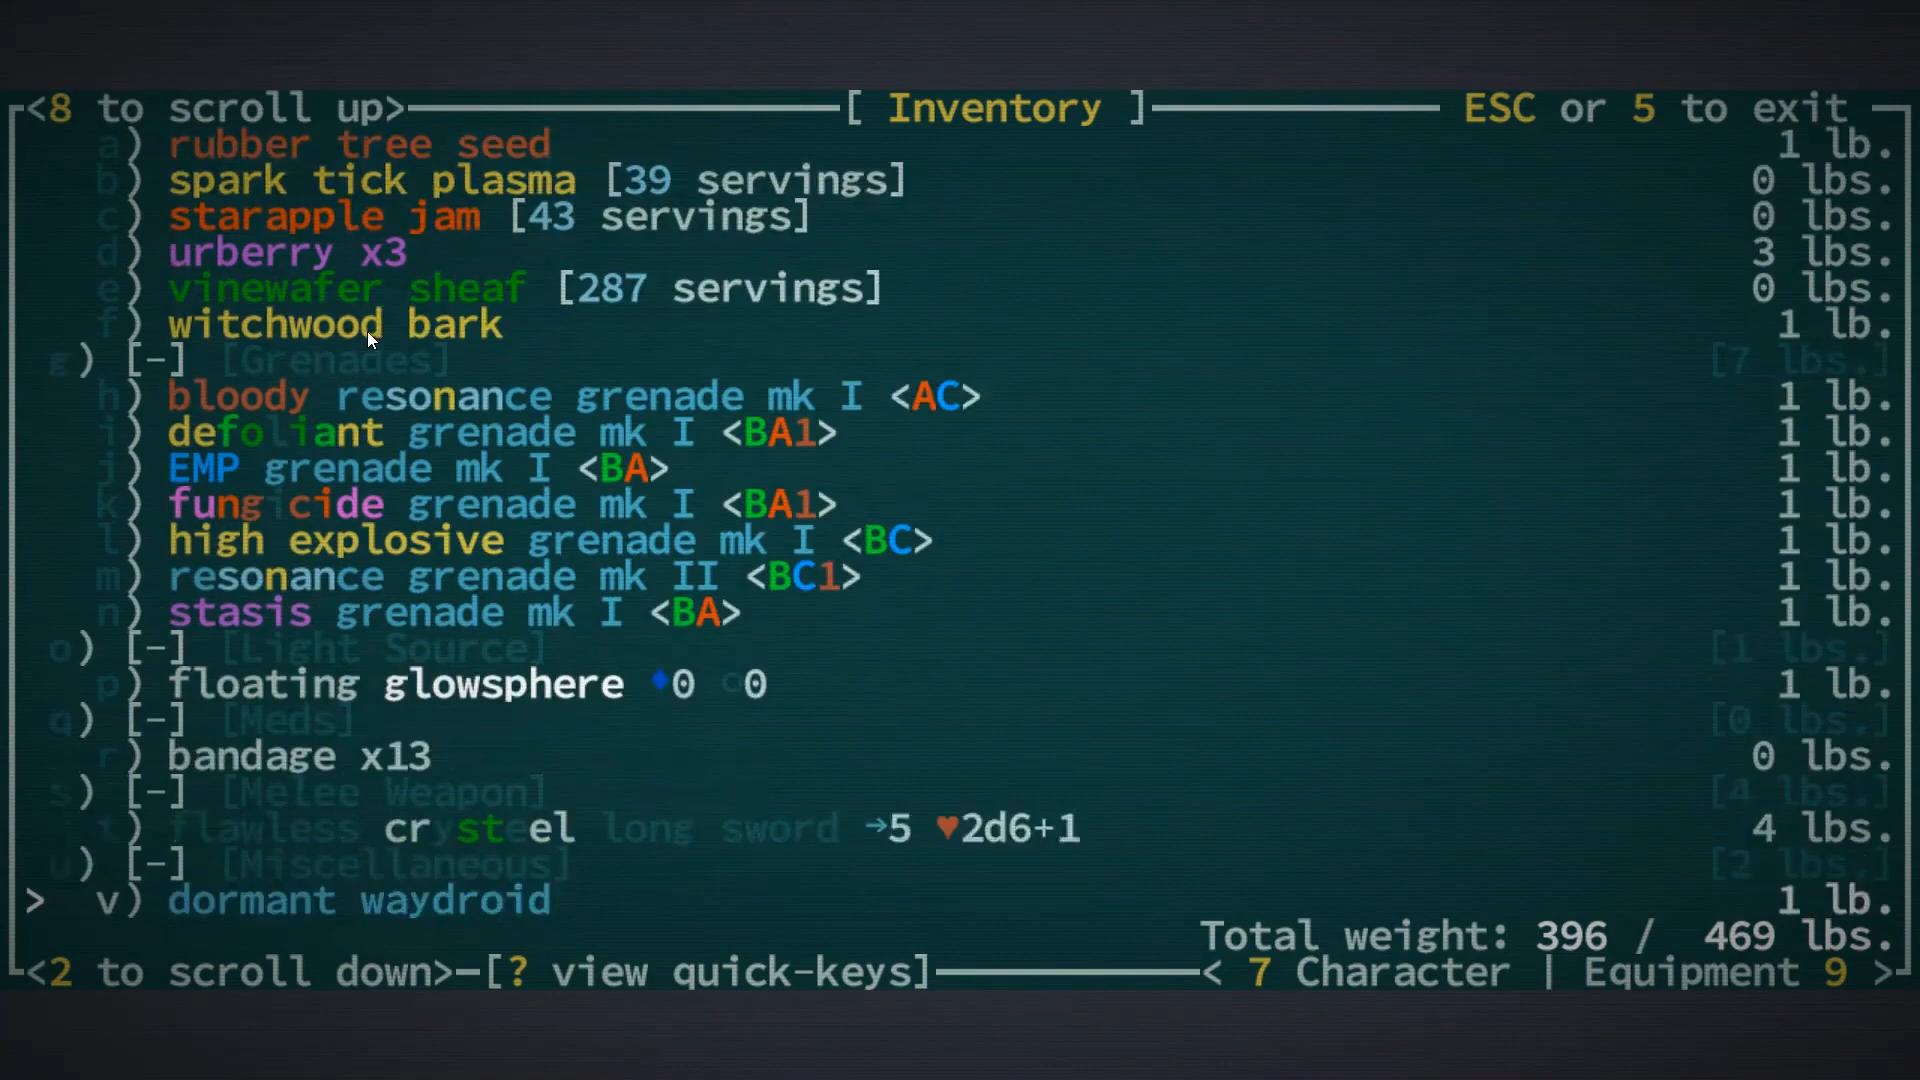 <8 to scroll up> [ Inventory ] ESC or 5 to exit
a) rubber tree seed 1 lb.
b) spark tick plasma [39 servings] 0 lbs.
c) starapple jam [43 servings] 0 lbs.
d) urberry x3 3 lbs.
e) vinewafer sheaf [287 servings] 0 lbs.
f) witchwood bark 1 lb.
g) [-] [Grenades] [7 lbs.]
h) bloody resonance grenade mk I <AC> 1 lb.
i) defoliant grenade mk I <BA1> 1 lb.
j) EMP grenade mk I <BA> 1 lb.
k) fungicide grenade mk I <BA1> 1 lb.
l) high explosive grenade mk I <BC> 1 lb.
m) resonance grenade mk II <BC1> 1 lb.
n) stasis grenade mk I <BA> 1 lb.
o) [-] [Light Source] [1 lbs.]
p) floating glowsphere ♦0 ○0 1 lb.
q) [-] [Meds] [0 lbs.]
r) bandage x13 0 lbs.
s) [-] [Melee Weapon] [4 lbs.]
t) flawless crysteel long sword →5 ♥2d6+1 4 lbs.
u) [-] [Miscellaneous] [2 lbs.]
> v) dormant waydroid 1 lb.
Total weight: 396 / 469 lbs.
<2 to scroll down> [? view quick-keys] < 7 Character | Equipment 9 >